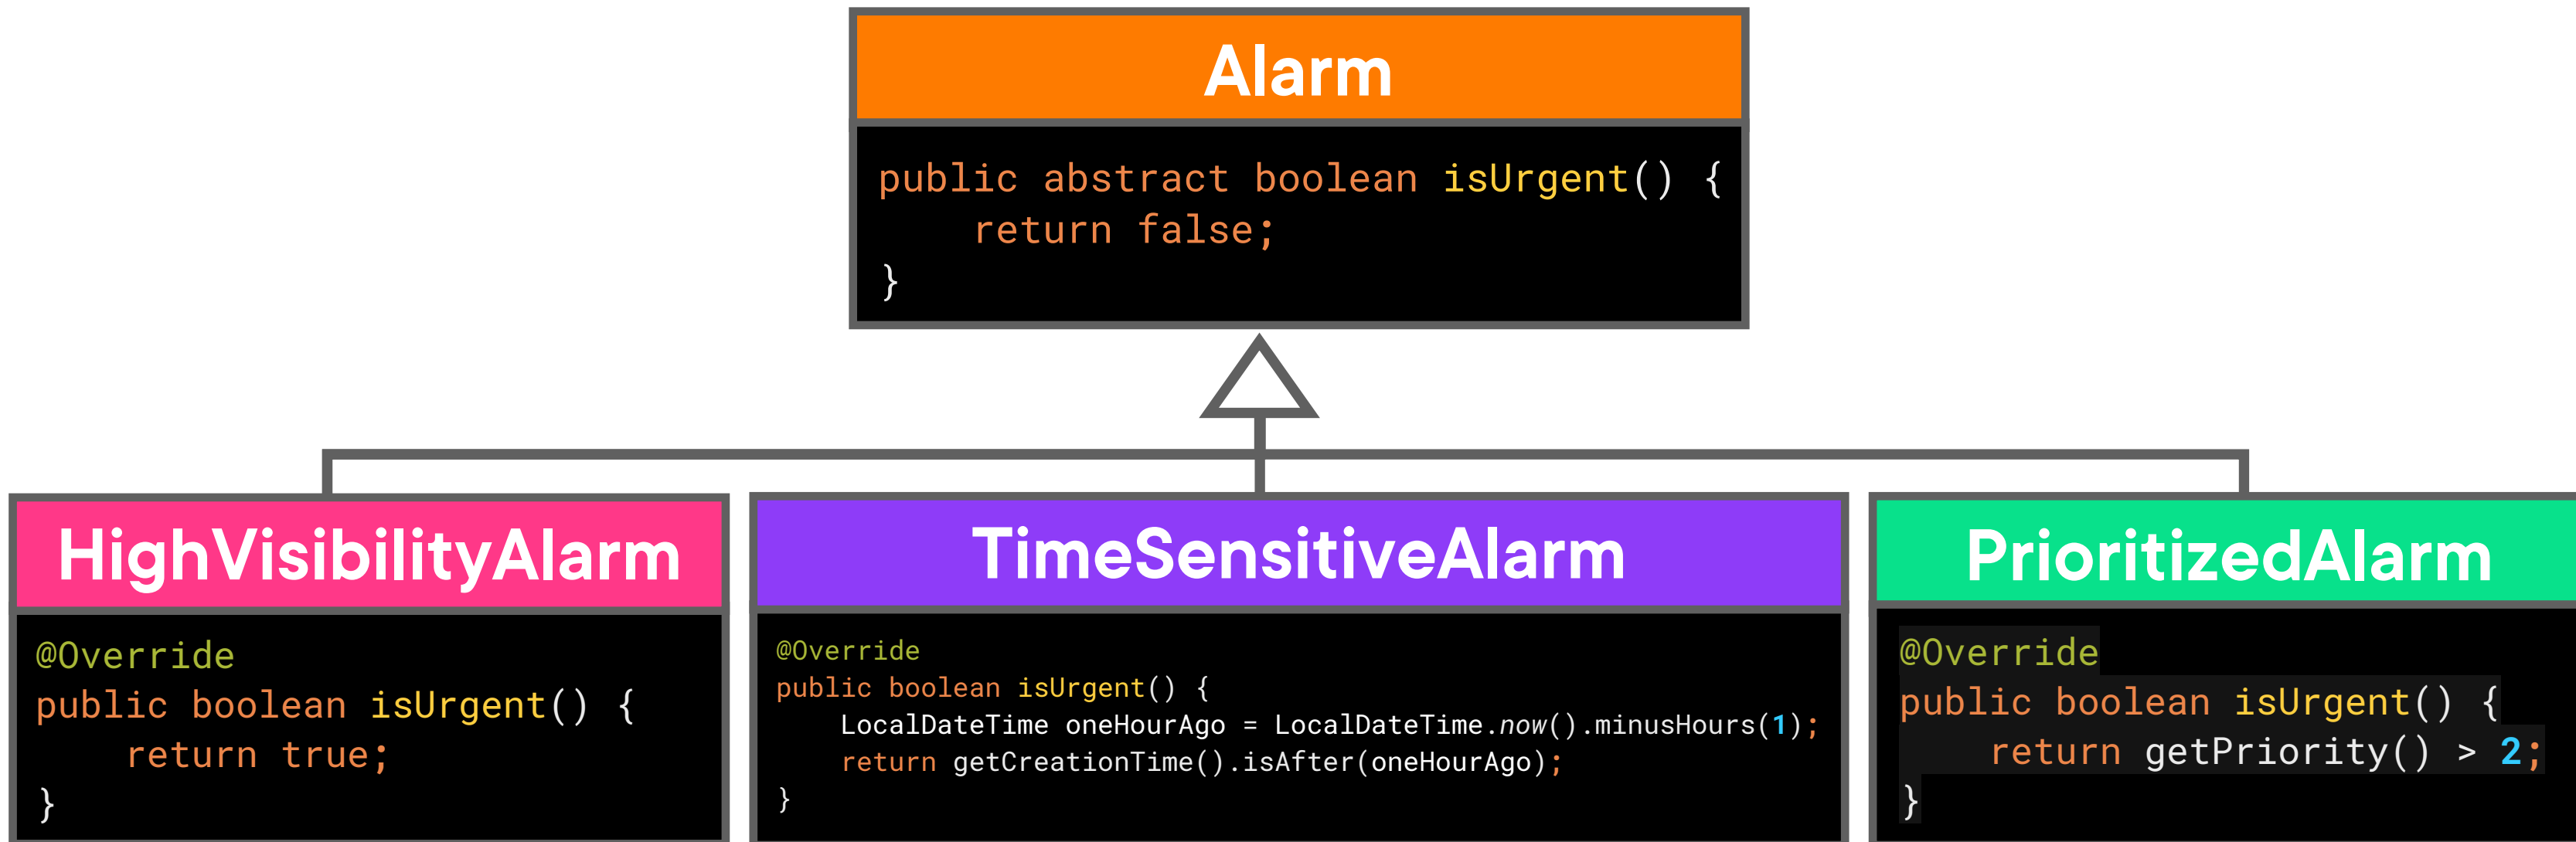 Alarm
public abstract boolean isUrgent() {
    return false;
}
HighVisibilityAlarm
@Override
public boolean isUrgent() {
    return true;
}
TimeSensitiveAlarm
@Override
public boolean isUrgent() {
    LocalDateTime oneHourAgo = LocalDateTime.now().minusHours(1);
    return getCreationTime().isAfter(oneHourAgo);
}
PrioritizedAlarm
@Override
public boolean isUrgent() {
    return getPriority() > 2;
}